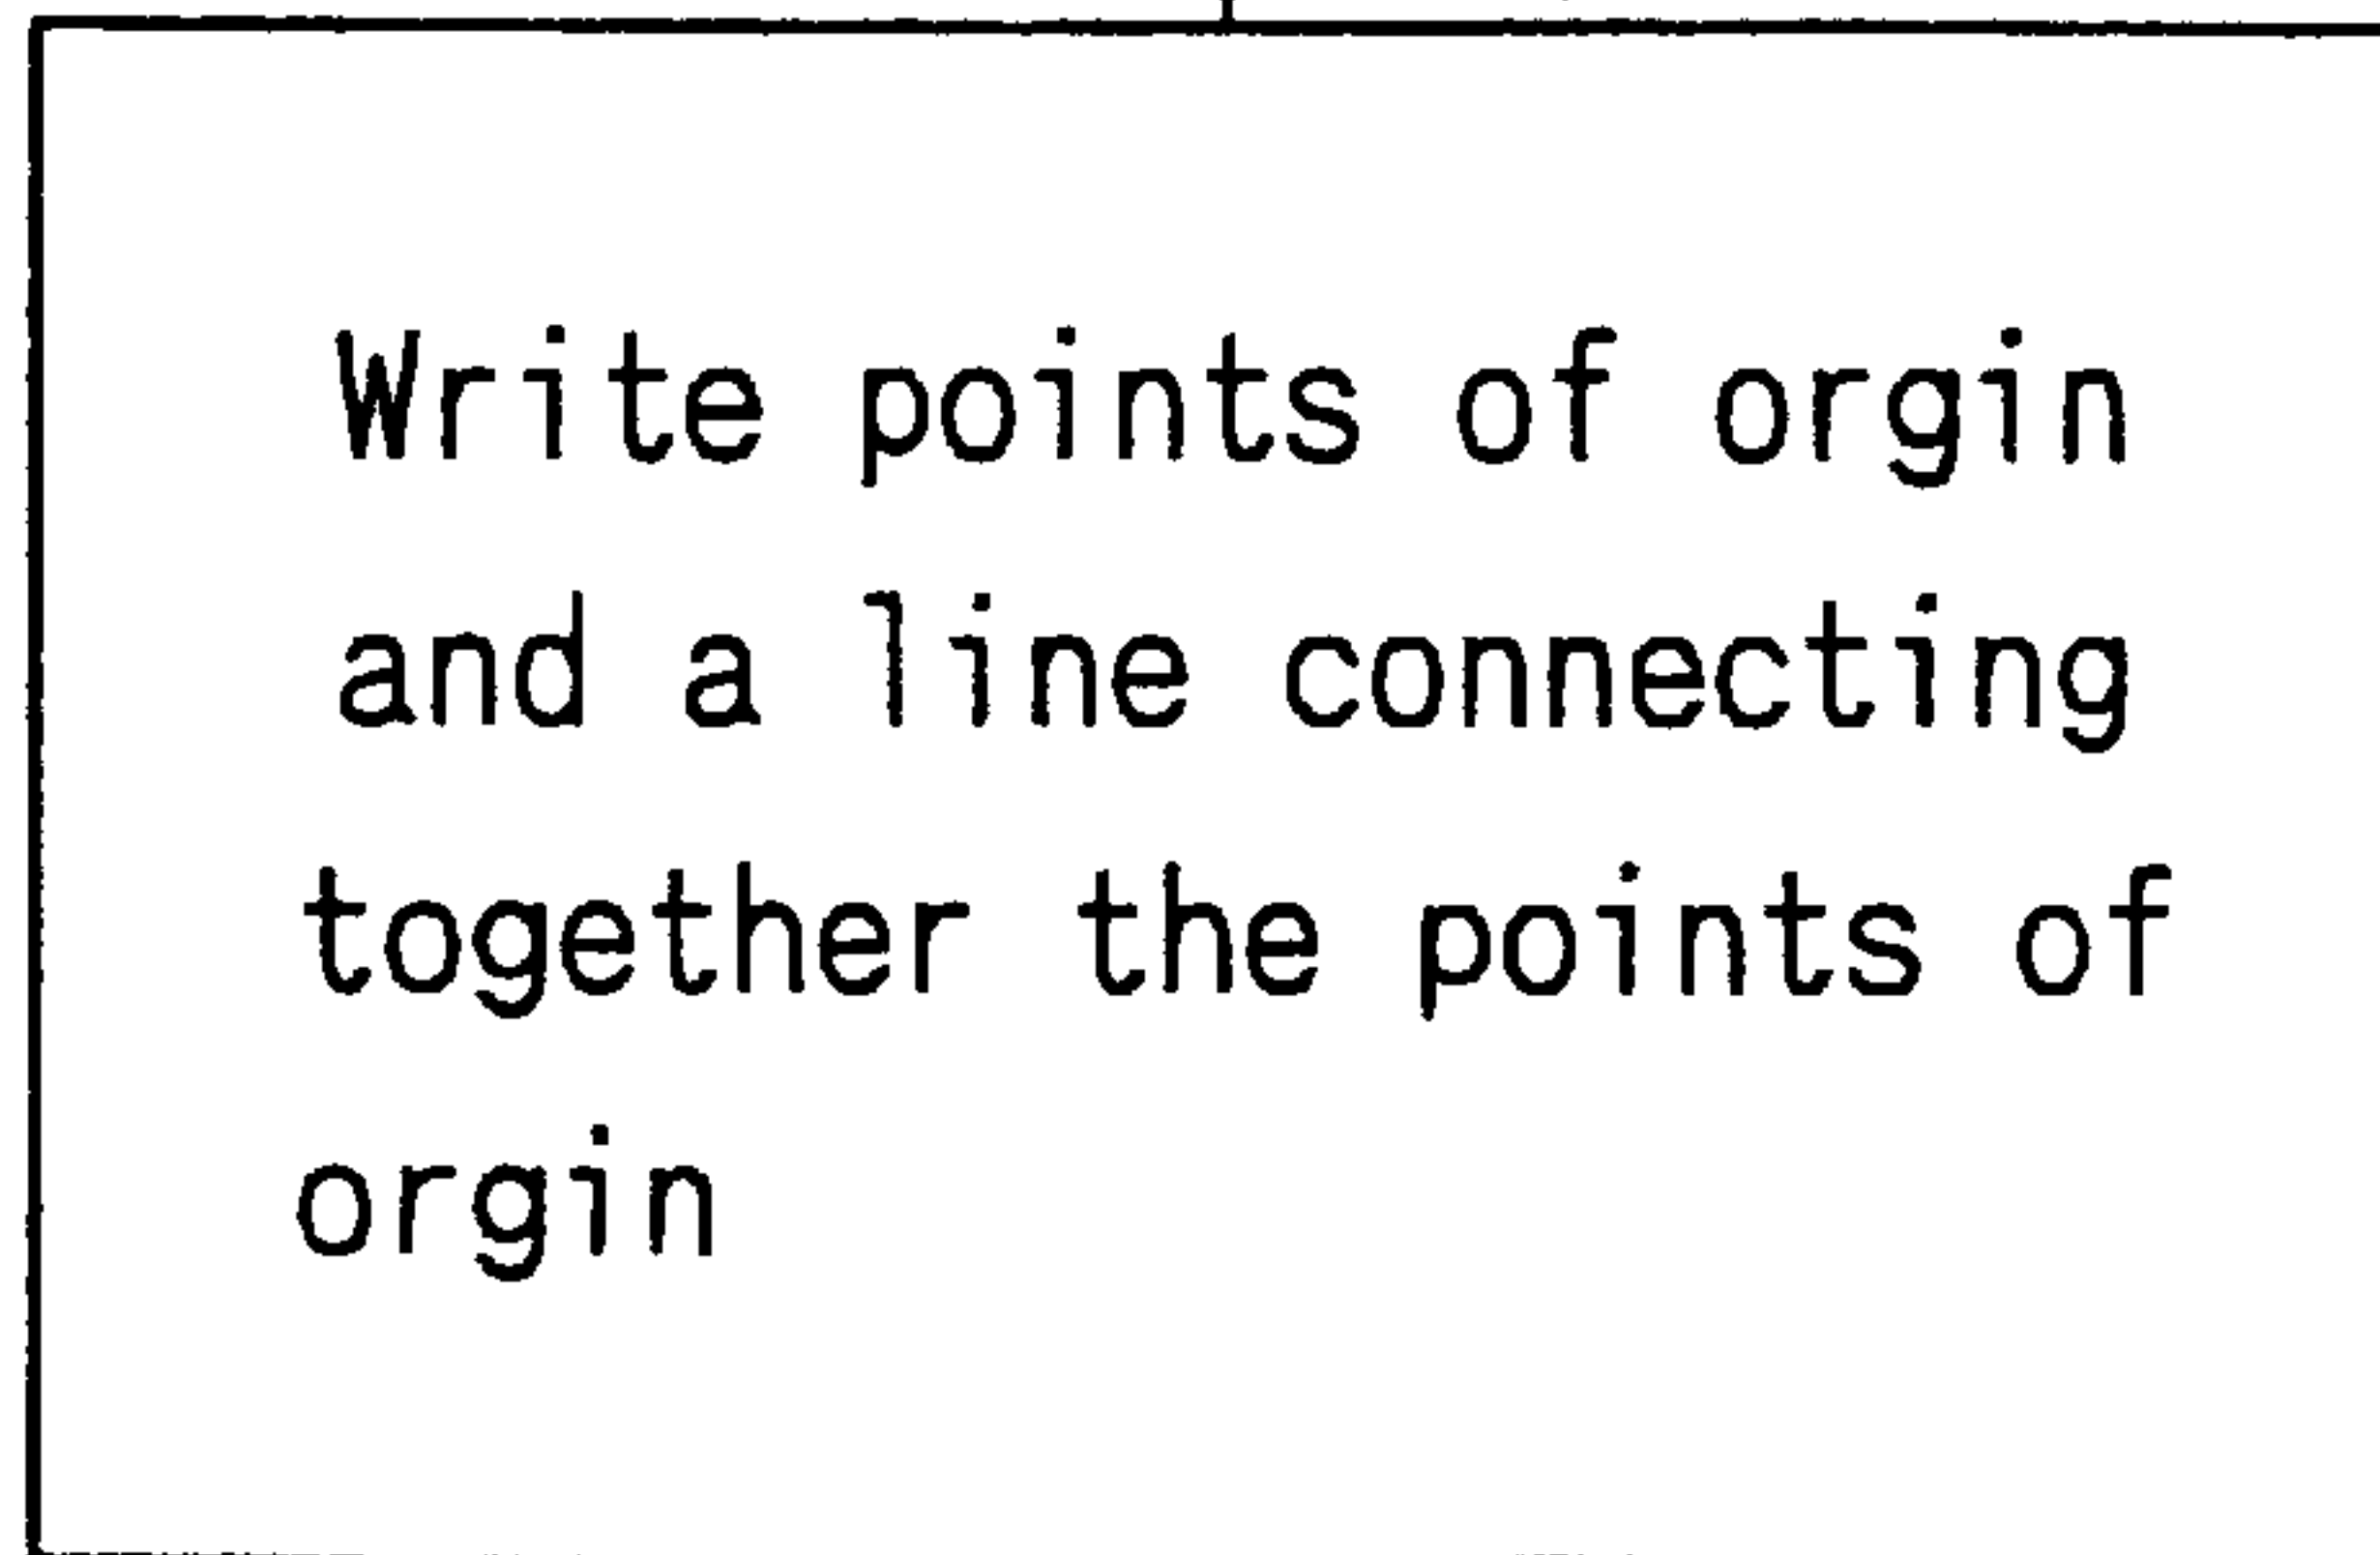 Write points of orgin
and a line connecting
together the points of
orgin